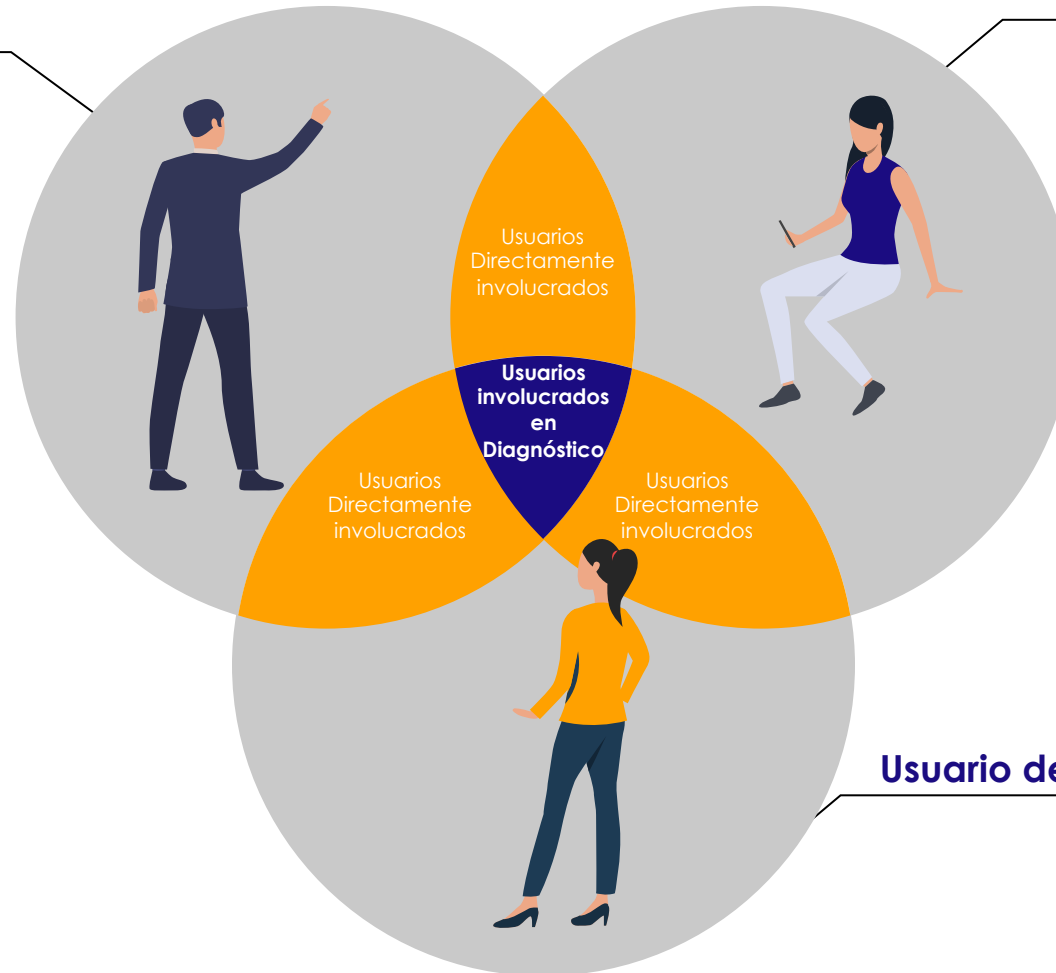 Usuarios
Directamente
involucrados
Usuarios
involucrados
en
Diagnóstico
Usuarios
Directamente
involucrados
Usuarios
Directamente
involucrados
Usuario de